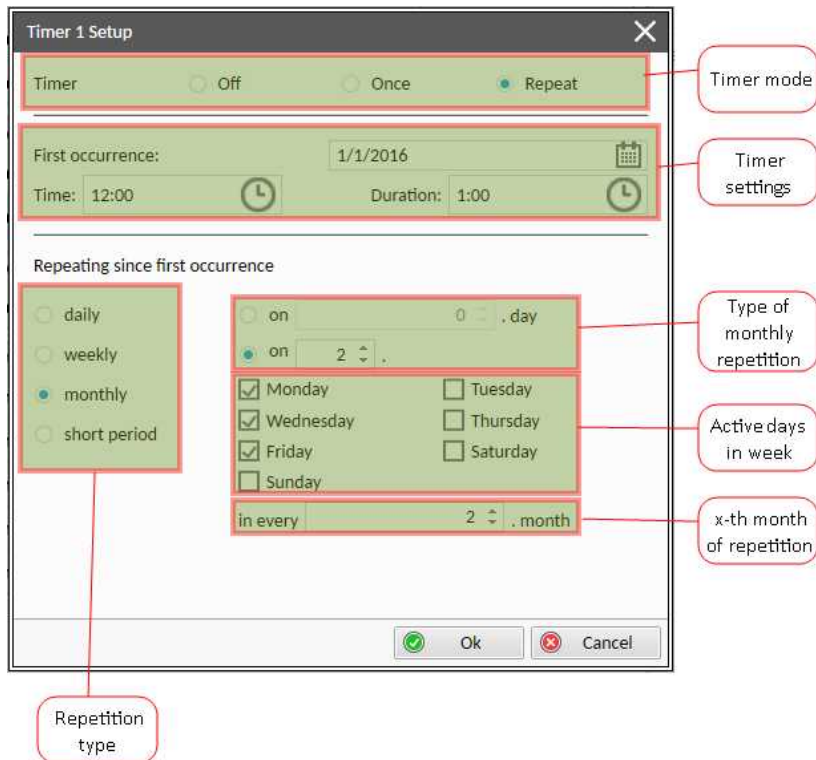 Timer 1 Setup
Timer Off Once Repeat
Timer mode
First occurrence: 1/1/2016
Time: 12:00 Duration: 1:00
Timer
settings
Repeating since first occurrence
daily
weekly
monthly
short period
on 0 . day
on 2 .
Type of
monthly
repetition
Monday Tuesday
Wednesday Thursday
Friday Saturday
Sunday
Active days
in week
in every 2 . month
x-th month
of repetition
Ok Cancel
Repetition
type